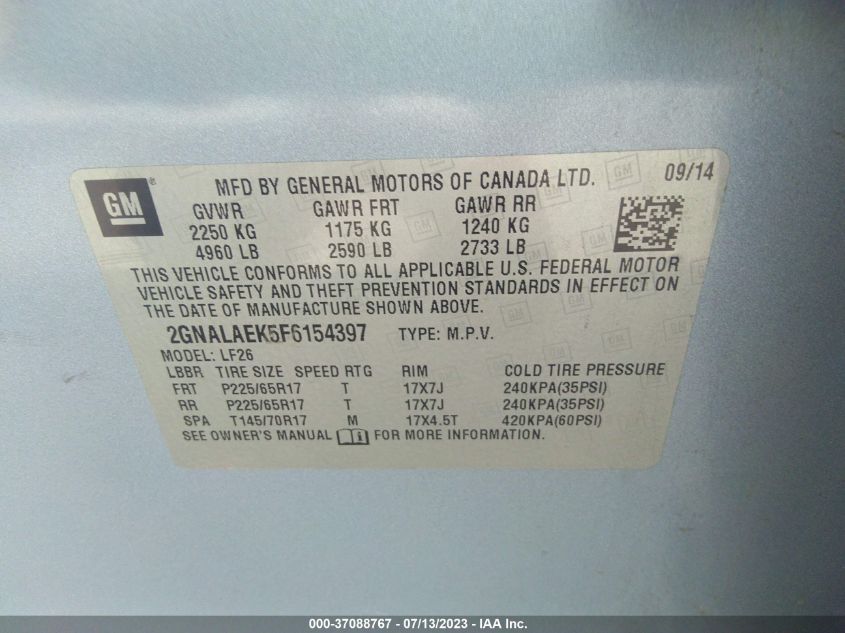 GM ®
MFD BY GENERAL MOTORS OF CANADA LTD. 09/14
GVWR GAWR FRT GAWR RR
2250 KG 1175 KG 1240 KG
4960 LB 2590 LB 2733 LB
THIS VEHICLE CONFORMS TO ALL APPLICABLE U.S. FEDERAL MOTOR
VEHICLE SAFETY AND THEFT PREVENTION STANDARDS IN EFFECT ON
THE DATE OF MANUFACTURE SHOWN ABOVE.
2GNALAEK5F6154397 TYPE: M.P.V.
MODEL: LF26
LBBR TIRE SIZE SPEED RTG RIM COLD TIRE PRESSURE
FRT P225/65R17 T 17X7J 240KPA(35PSI)
RR P225/65R17 T 17X7J 240KPA(35PSI)
SPA T145/70R17 M 17X4.5T 420KPA(60PSI)
SEE OWNER'S MANUAL FOR MORE INFORMATION.
000-37088767 - 07/13/2023 - IAA Inc.